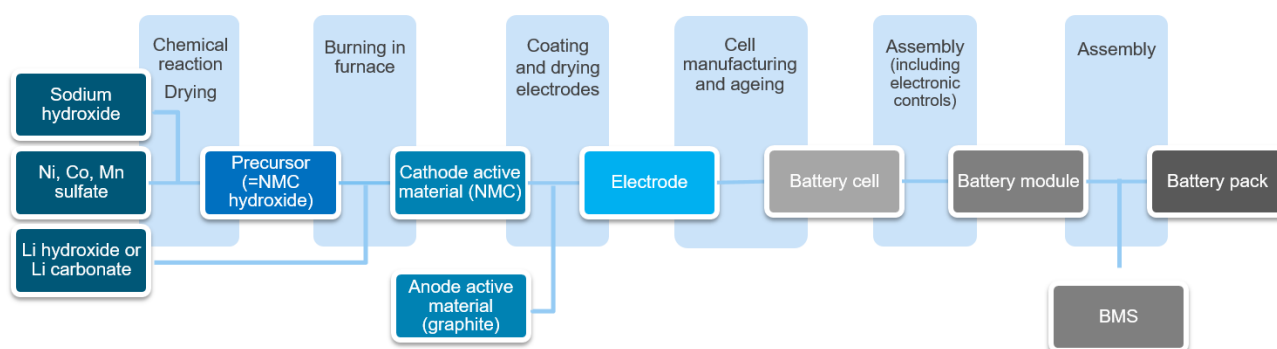 Chemical
reaction
Drying
Burning in
furnace
Coating
and drying
electrodes
Cell
manufacturing
and ageing
Assembly
(including
electronic
controls)
Assembly
Sodium
hydroxide
Ni, Co, Mn
sulfate
Li hydroxide or
Li carbonate
Precursor
(=NMC
hydroxide)
Cathode active
material (NMC)
Anode active
material
(graphite)
Electrode
Battery cell
Battery module
Battery pack
BMS